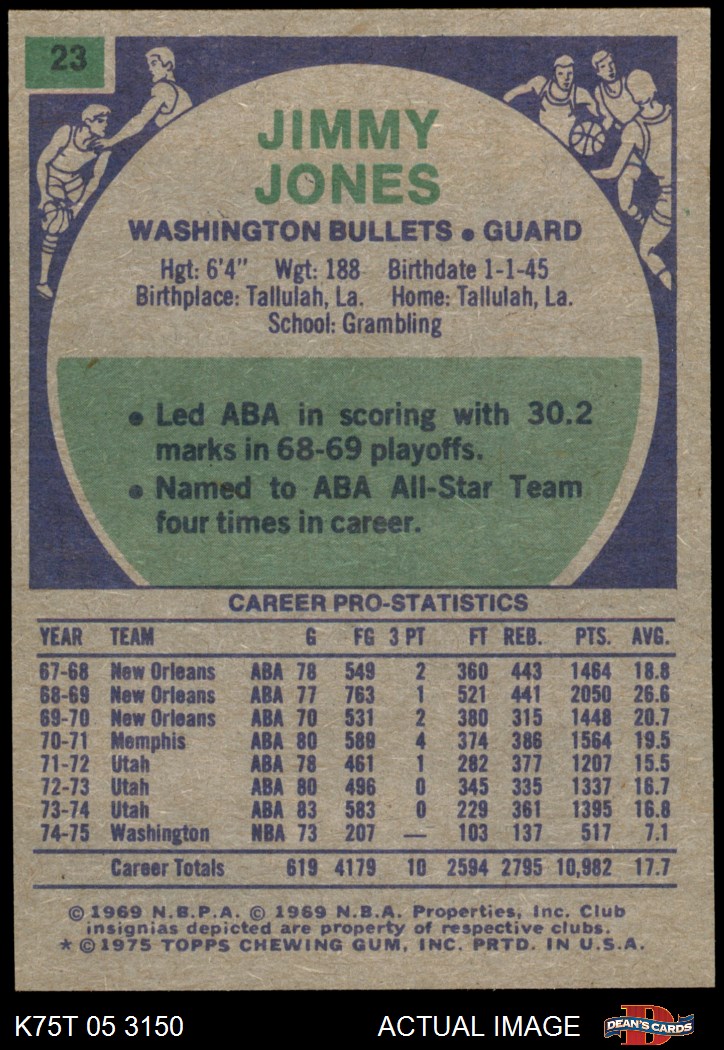 23
JIMMY
JONES
WASHINGTON BULLETS • GUARD
Hgt: 6'4" Wgt: 188 Birthdate 1-1-45
Birthplace: Tallulah, La. Home: Tallulah, La.
School: Grambling
• Led ABA in scoring with 30.2
marks in 68-69 playoffs.
• Named to ABA All-Star Team
four times in career.
CAREER PRO-STATISTICS
YEAR TEAM G FG 3 PT FT REB. PTS. AVG.
67-68 New Orleans ABA 78 549 2 360 443 1464 18.8
68-69 New Orleans ABA 77 763 1 521 441 2050 26.6
69-70 New Orleans ABA 70 531 2 380 315 1448 20.7
70-71 Memphis ABA 80 589 4 374 386 1564 19.5
71-72 Utah ABA 78 461 1 282 377 1207 15.5
72-73 Utah ABA 80 496 0 345 335 1337 16.7
73-74 Utah ABA 83 583 0 229 361 1395 16.8
74-75 Washington NBA 73 207 — 103 137 517 7.1
Career Totals 619 4179 10 2594 2795 10,982 17.7
© 1969 N.B.P.A. © 1969 N.B.A. Properties, Inc. Club
insignias depicted are property of respective clubs.
* © 1975 TOPPS CHEWING GUM, INC. PRTD. IN U.S.A.
K75T 05 3150 ACTUAL IMAGE D DEAN'S CARDS